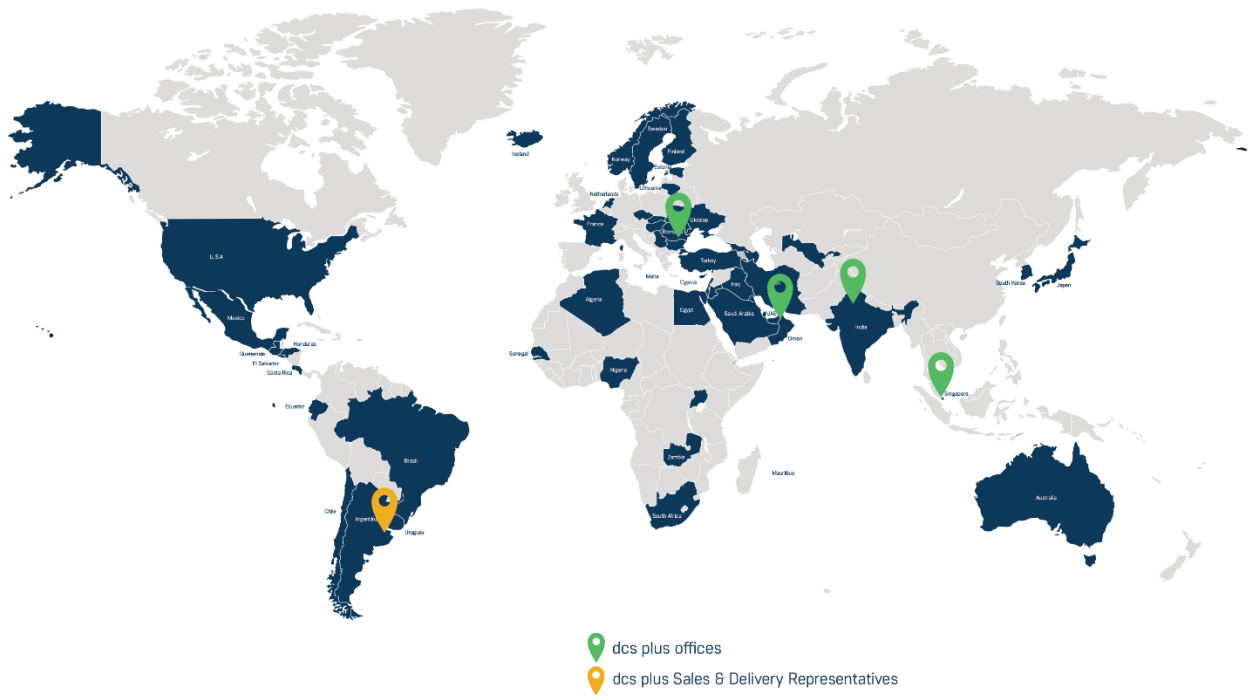 Iceland
Sweden
Finland
Norway
Lithuania
Netherlands
Ukraine
France
U.S.A
Turkey
Malta
Cyprus
Iraq
South Korea
Japan
Algeria
Egypt
Saudi Arabia
UAE
India
Mexico
Oman
Honduras
Guatemala
Senegal
El Salvador
Costa Rica
Nigeria
Singapore
Ecuador
Brazil
Zambia
Mauritius
Australia
Chile
Argentina
South Africa
Uruguay
dcs plus offices
dcs plus Sales & Delivery Representatives